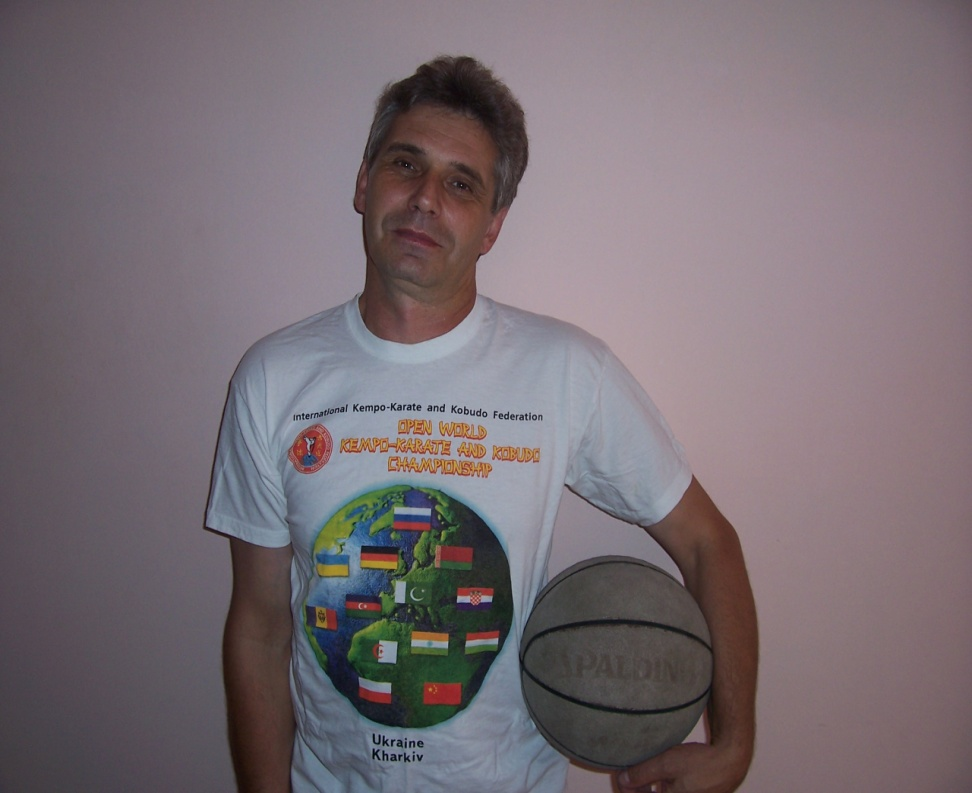 International Kempo-Karate and Kobudo Federation
OPEN WORLD
KEMPO-KARATE AND KOBUDO
CHAMPIONSHIP
Ukraine
Kharkiv
SPALDING